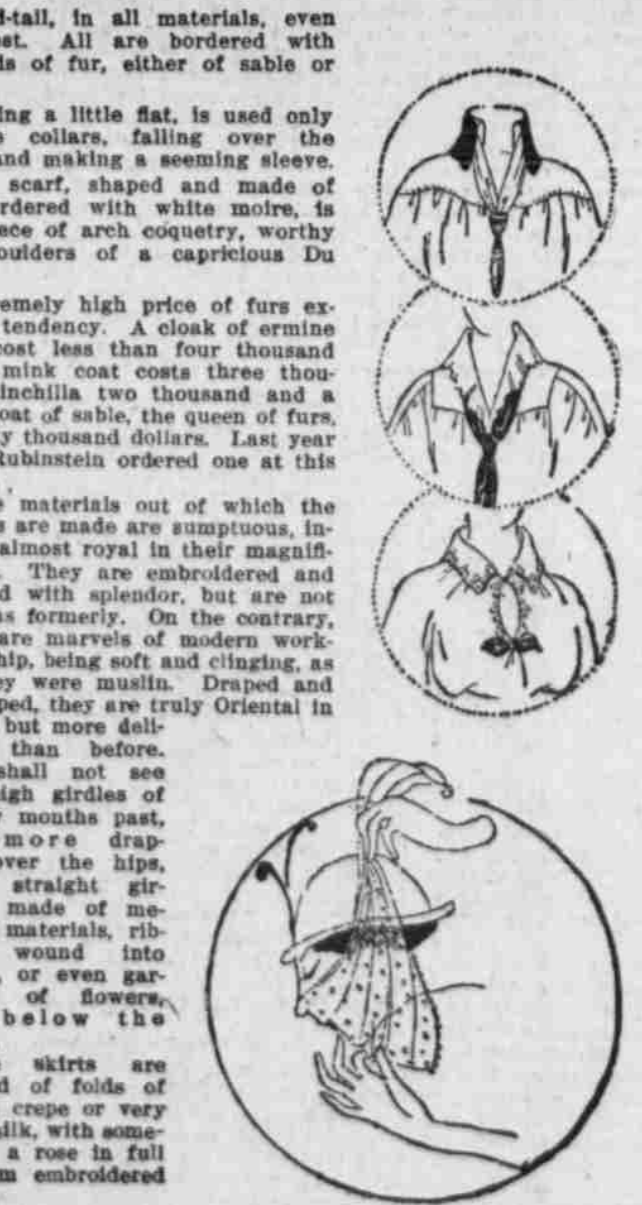 l-tail, in all materials, even
st. All are bordered with
ls of fur, either of sable or
ing a little flat, is used only
e collars, falling over the
and making a seeming sleeve.
scarf, shaped and made of
rdered with white moire, is
ece of arch coquetry, worthy
oulders of a capricious Du
remely high price of furs ex-
tendency. A cloak of ermine
cost less than four thousand
mink coat costs three thou-
inchilla two thousand and a
oat of sable, the queen of furs,
y thousand dollars. Last year
Rubinstein ordered one at this
e materials out of which the
s are made are sumptuous, in-
almost royal in their magnifi-
. They are embroidered and
d with splendor, but are not
as formerly. On the contrary,
are marvels of modern work-
hip, being soft and clinging, as
ey were muslin. Draped and
ped, they are truly Oriental in
but more deli-
than before.
shall not see
igh girdles of
y months past,
more drap-
over the hips,
straight gir-
made of me-
materials, rib-
wound into
, or even gar-
of flowers,
below the
e skirts are
d of folds of
crepe or very
silk, with some-
a rose in full
m embroidered